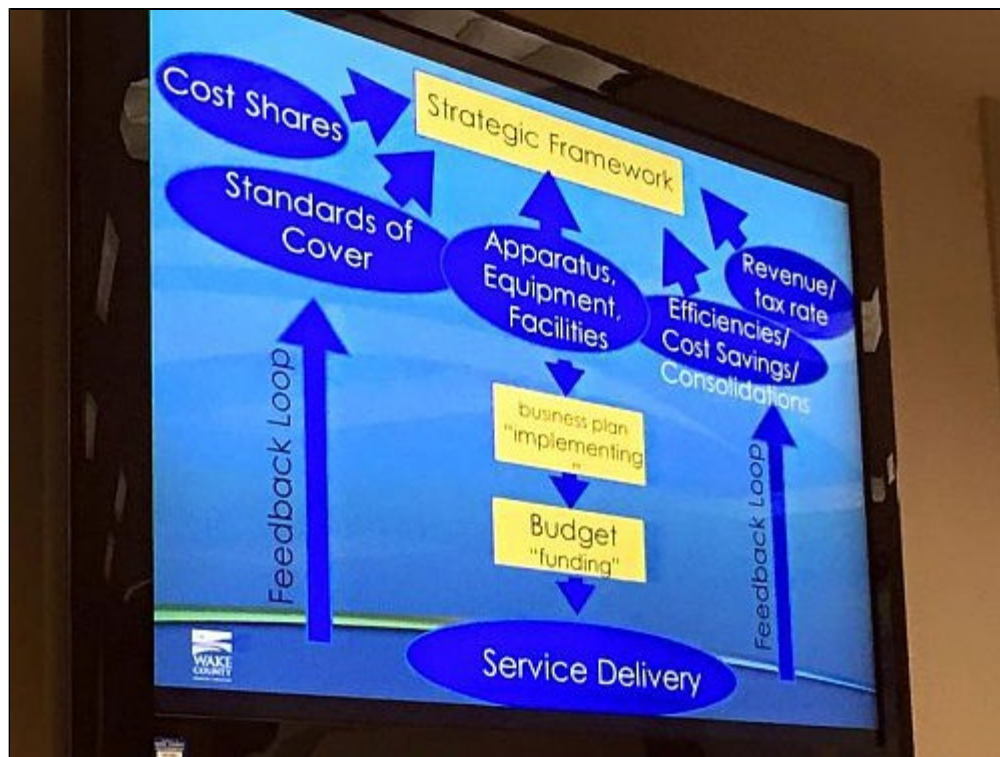 Cost Shares
Strategic Framework
Standards of
Cover
Apparatus,
Equipment,
Facilities
Revenue/
tax rate
Efficiencies/
Cost Savings/
Consolidations
business plan
"implementing
"
Budget
"funding"
Feedback Loop
Feedback Loop
Service Delivery
WAKE
COUNTY